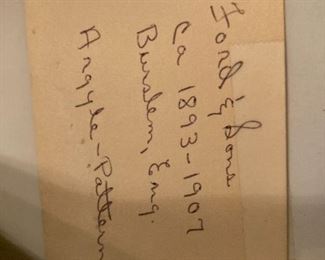 Ford & Sons
Ca 1893-1907
Burslem, Eng.
Argyle-Pattern